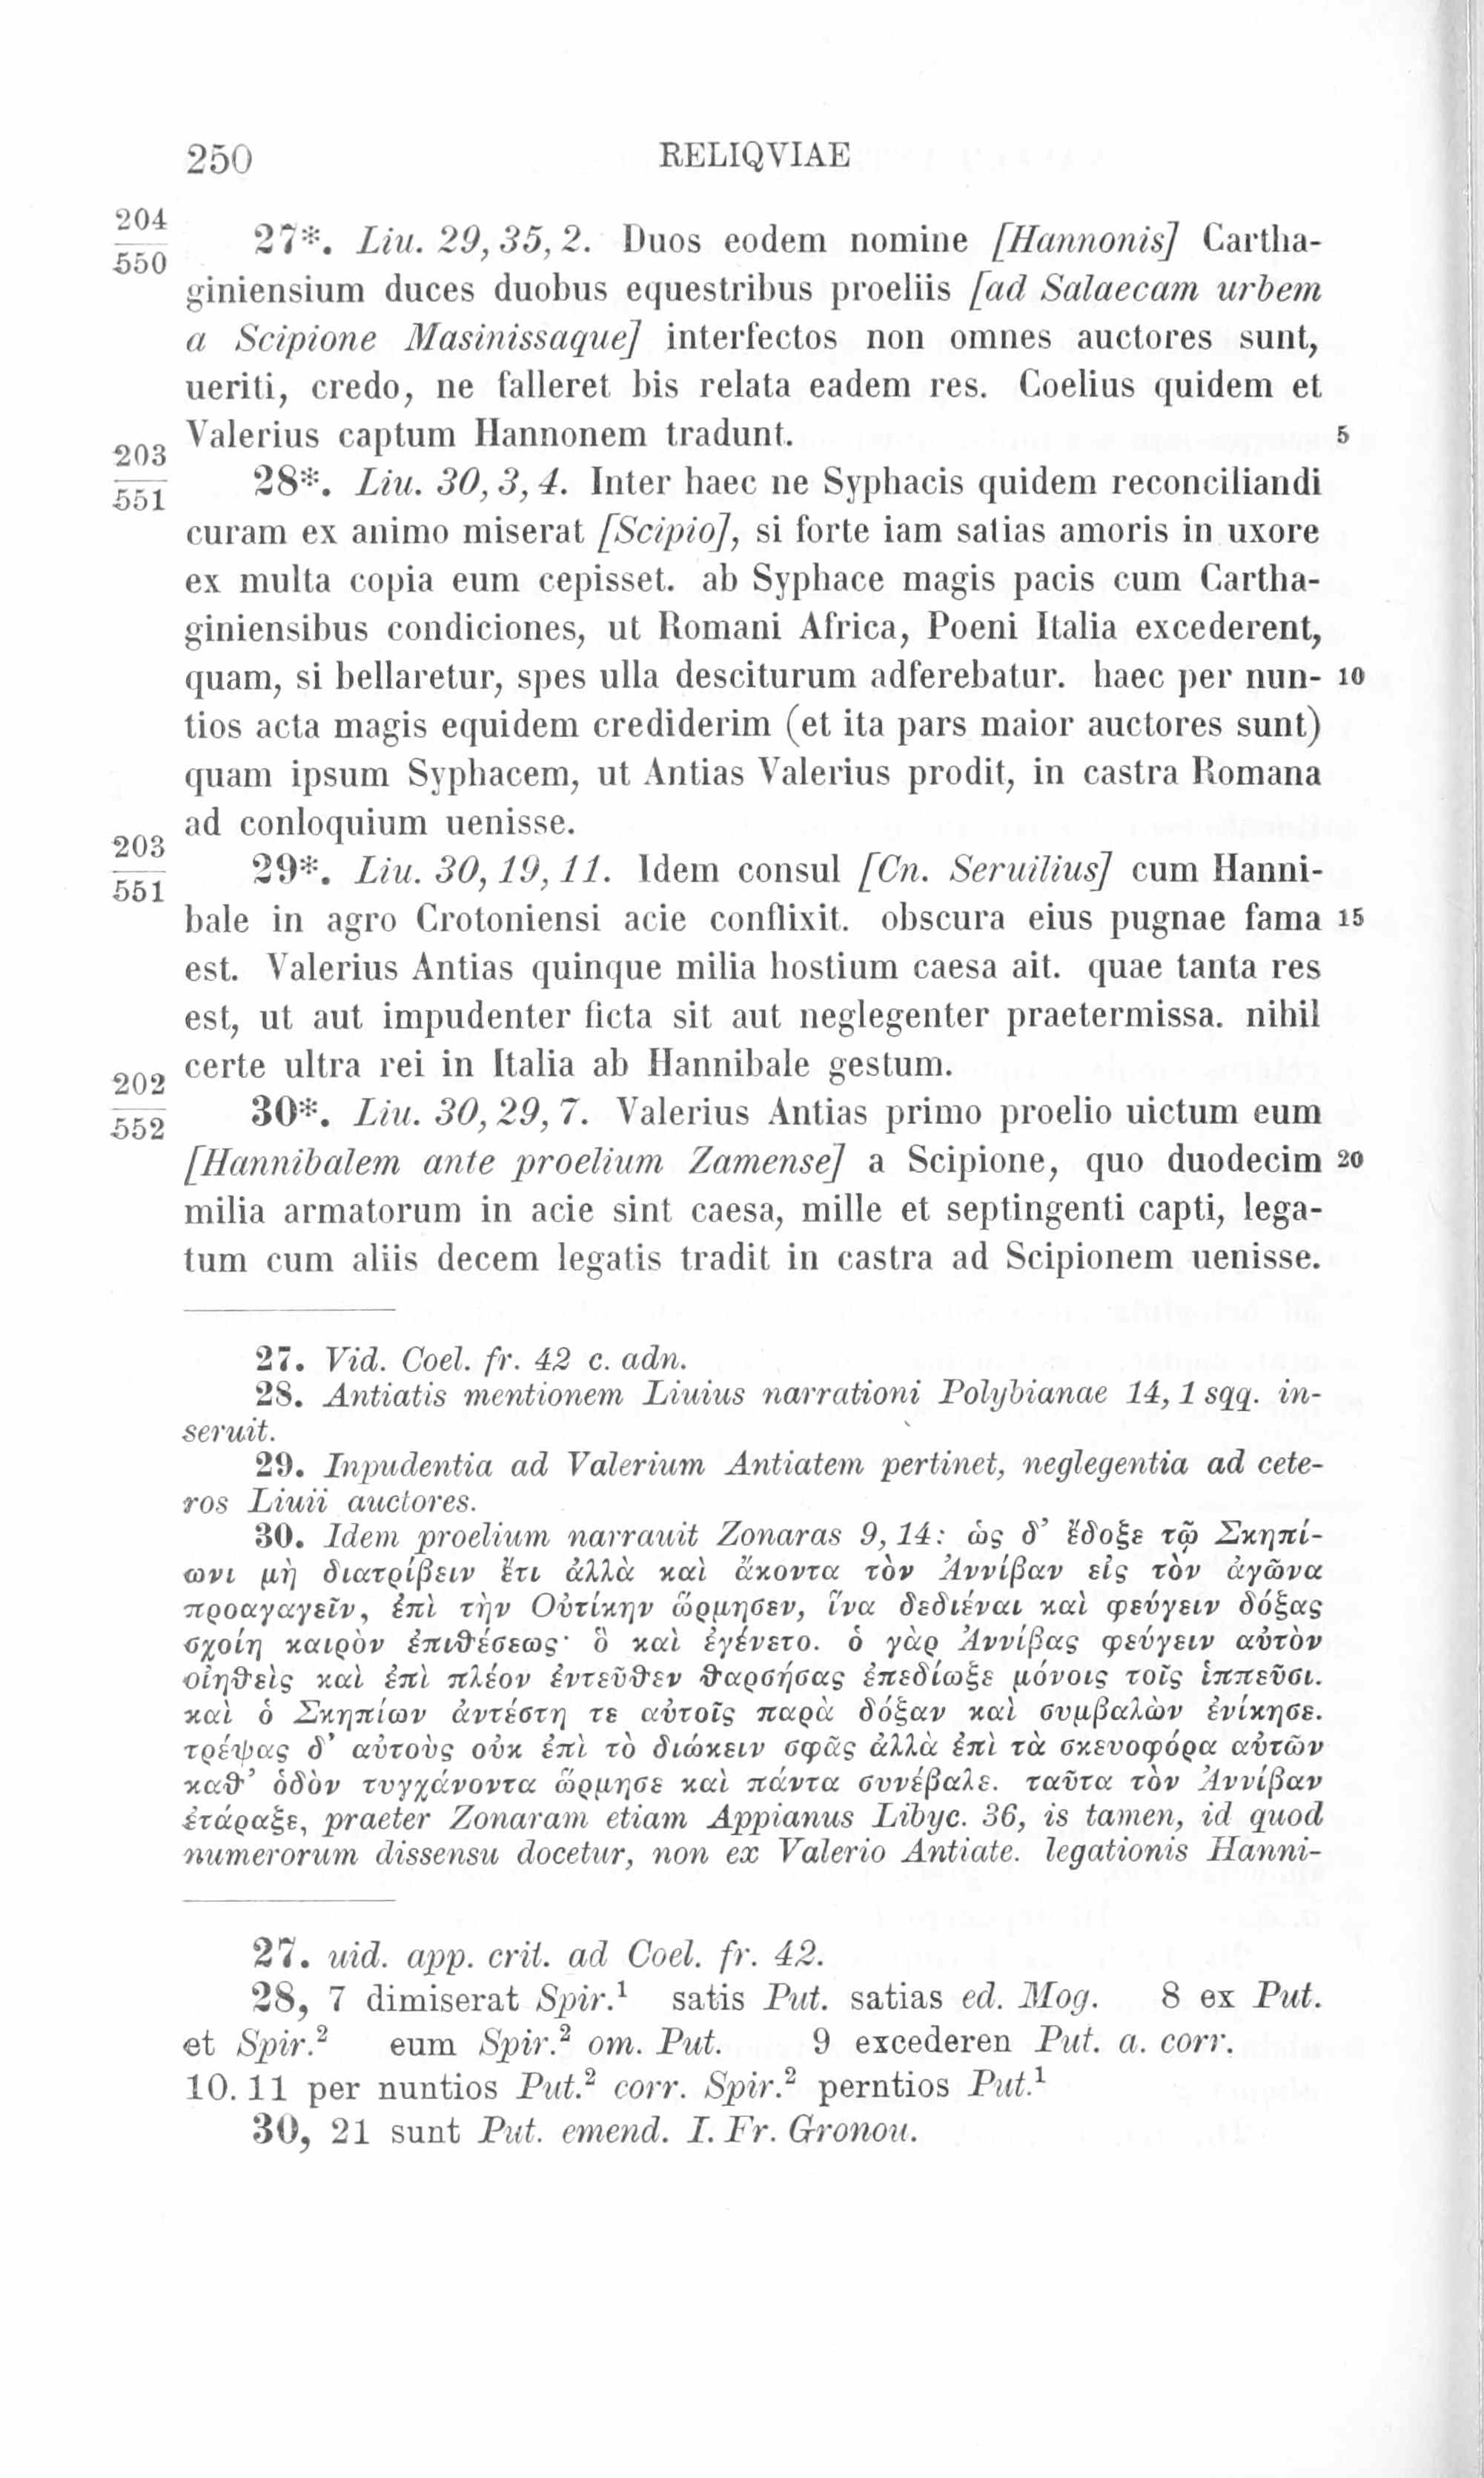 250 RELIQVIAE
204
550
27*. Liu. 29, 35, 2. Duos eodem nomine [Hannonis] Cartha-
giniensium duces duobus equestribus proeliis [ad Salaecam urbem
a Scipione Masinissaque] interfectos non omnes auctores sunt,
ueriti, credo, ne falleret bis relata eadem res. Coelius quidem et
Valerius captum Hannonem tradunt. 5
203
551
28*. Liu. 30, 3, 4. Inter haec ne Syphacis quidem reconciliandi
curam ex animo miserat [Scipio], si forte iam satias amoris in uxore
ex multa copia eum cepisset. ab Syphace magis pacis cum Cartha-
giniensibus condiciones, ut Romani Africa, Poeni Italia excederent,
quam, si bellaretur, spes ulla desciturum adferebatur. haec per nun- 10
tios acta magis equidem crediderim (et ita pars maior auctores sunt)
quam ipsum Syphacem, ut Antias Valerius prodit, in castra Romana
ad conloquium uenisse.
203
551
29*. Liu. 30, 19, 11. Idem consul [Cn. Seruilius] cum Hanni-
bale in agro Crotoniensi acie conflixit. obscura eius pugnae fama 15
est. Valerius Antias quinque milia hostium caesa ait. quae tanta res
est, ut aut impudenter ficta sit aut neglegenter praetermissa. nihil
certe ultra rei in Italia ab Hannibale gestum.
202
552
30*. Liu. 30, 29, 7. Valerius Antias primo proelio uictum eum
[Hannibalem ante proelium Zamense] a Scipione, quo duodecim 20
milia armatorum in acie sint caesa, mille et septingenti capti, lega-
tum cum aliis decem legatis tradit in castra ad Scipionem uenisse.
27. Vid. Coel. fr. 42 c. adn.
28. Antiatis mentionem Liuius narrationi Polybianae 14, 1 sqq. in-
seruit.
29. Inpudentia ad Valerium Antiatem pertinet, neglegentia ad cete-
ros Liuii auctores.
30. Idem proelium narrauit Zonaras 9, 14: ὡς δ’ ἔδοξε τῷ Σκηπί-
ωνι μὴ διατρίβειν ἔτι ἀλλὰ καὶ ἄκοντα τὸν Ἀννίβαν εἰς τὸν ἀγῶνα
προαγαγεῖν, ἐπὶ τὴν Οὐτίκην ὥρμησεν, ἵνα δεδιέναι καὶ φεύγειν δόξας
σχοίη καιρὸν ἐπιθέσεως· ὃ καὶ ἐγένετο. ὁ γὰρ Ἀννίβας φεύγειν αὐτὸν
οἰηθεὶς καὶ ἐπὶ πλέον ἐντεῦθεν θαρσήσας ἐπεδίωξε μόνοις τοῖς ἱππεῦσι.
καὶ ὁ Σκηπίων ἀντέστη τε αὐτοῖς παρὰ δόξαν καὶ συμβαλὼν ἐνίκησε.
τρέψας δ’ αὐτοὺς οὐκ ἐπὶ τὸ διώκειν σφᾶς ἀλλὰ ἐπὶ τὰ σκευοφόρα αὐτῶν
καθ’ ὁδὸν τυγχάνοντα ὥρμησε καὶ πάντα συνέβαλε. ταῦτα τὸν Ἀννίβαν
ἐτάραξε, praeter Zonaram etiam Appianus Libyc. 36, is tamen, id quod
numerorum dissensu docetur, non ex Valerio Antiate. legationis Hanni-
27. uid. app. crit. ad Coel. fr. 42.
28, 7 dimiserat Spir.¹ satis Put. satias ed. Mog. 8 ex Put.
et Spir.² eum Spir.² om. Put. 9 excederen Put. a. corr.
10. 11 per nuntios Put.² corr. Spir.² perntios Put.¹
30, 21 sunt Put. emend. I. Fr. Gronou.